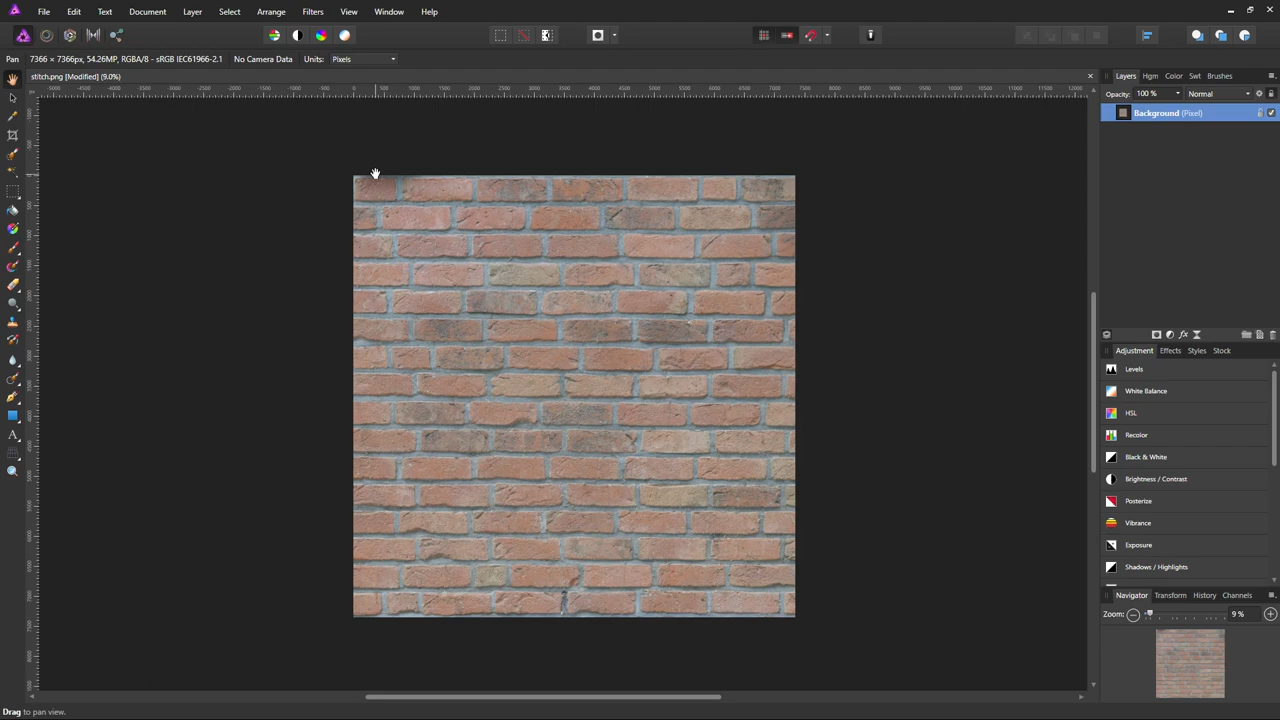 File Edit Text Document Layer Select Arrange Filters View Window Help
Pan 7366 × 7366px, 54.26MP, RGBA/8 - sRGB IEC61966-2.1 No Camera Data Units: Pixels
stitch.png [Modified] (9.0%)
Layers Hgm Color Swt Brushes
Opacity: 100 % Normal
Background (Pixel)
Adjustment Effects Styles Stock
Levels
White Balance
HSL
Recolor
Black & White
Brightness / Contrast
Posterize
Vibrance
Exposure
Shadows / Highlights
Navigator Transform History Channels
Zoom: 9 %
Drag to pan view.